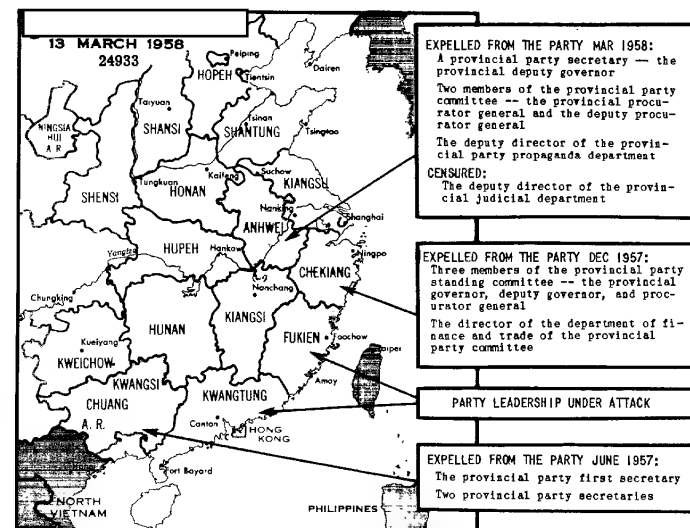 13 MARCH 1958
24933
Peiping
HOPEH
Tientsin
Dairen
Taiyuan
NINGSIA
HUI
A.R.
SHANSI
Tsinan
SHANTUNG
Tsingtao
SHENSI
Tungkuan
HONAN
Kaifeng
Suchow
KIANGSU
Nanking
ANHWEI
Shanghai
HUPEH
Hankow
Yangtze
Ningpo
CHEKIANG
Chungking
Nanchang
HUNAN
KIANGSI
FUKIEN
Foochow
Kueiyang
KWEICHOW
Taipei
KWANGSI
CHUANG
A.R.
KWANGTUNG
Amoy
Canton
HONG
KONG
Fort Bayard
NORTH
VIETNAM
PHILIPPINES
EXPELLED FROM THE PARTY MAR 1958:
A provincial party secretary -- the
provincial deputy governor
Two members of the provincial party
committee -- the provincial procu-
rator general and the deputy procu-
rator general
The deputy director of the provin-
cial party propaganda department
CENSURED:
The deputy director of the provin-
cial judicial department
EXPELLED FROM THE PARTY DEC 1957:
Three members of the provincial party
standing committee -- the provincial
governor, deputy governor, and proc-
urator general
The director of the department of fi-
nance and trade of the provincial
party committee
PARTY LEADERSHIP UNDER ATTACK
EXPELLED FROM THE PARTY JUNE 1957:
The provincial party first secretary
Two provincial party secretaries